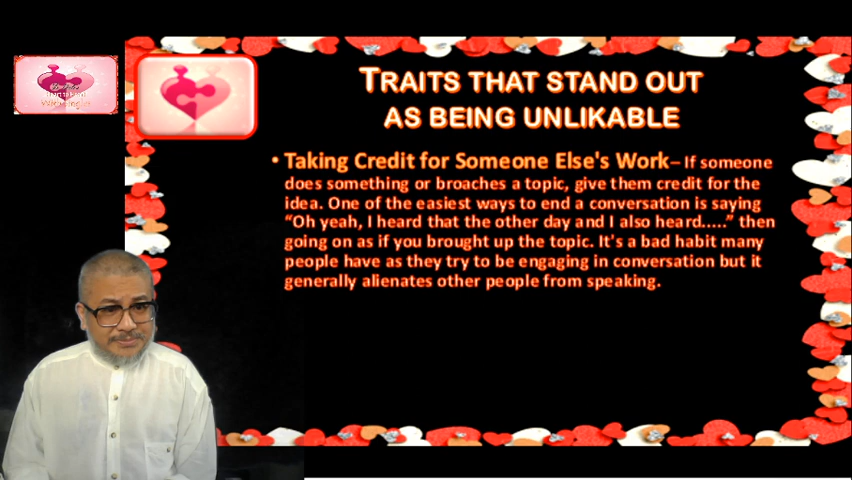 TRAITS THAT STAND OUT
AS BEING UNLIKABLE
• Taking Credit for Someone Else's Work– If someone
does something or broaches a topic, give them credit for the
idea. One of the easiest ways to end a conversation is saying
“Oh yeah, I heard that the other day and I also heard.....” then
going on as if you brought up the topic. It's a bad habit many
people have as they try to be engaging in conversation but it
generally alienates other people from speaking.